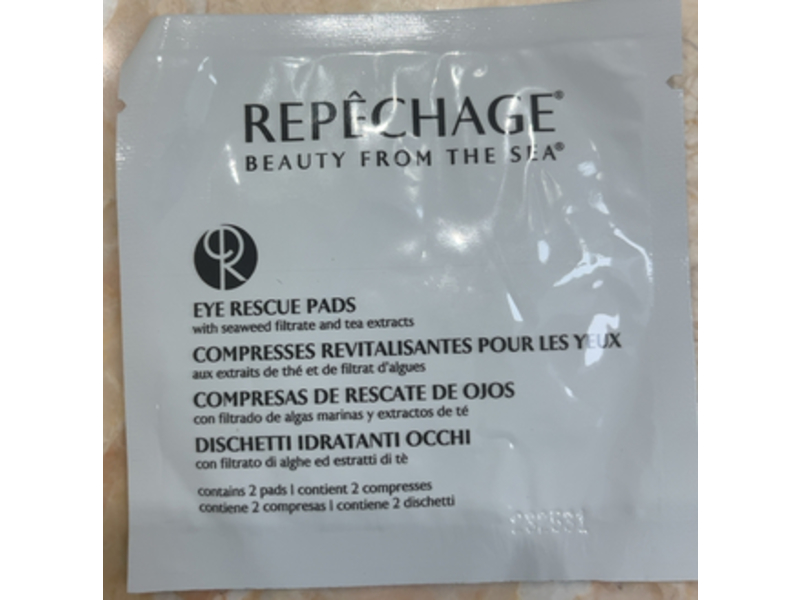 REPÊCHAGE®
BEAUTY FROM THE SEA®
EYE RESCUE PADS
with seaweed filtrate and tea extracts
COMPRESSES REVITALISANTES POUR LES YEUX
aux extraits de thé et de filtrat d'algues
COMPRESAS DE RESCATE DE OJOS
con filtrado de algas marinas y extractos de té
DISCHETTI IDRATANTI OCCHI
con filtrato di alghe ed estratti di tè
contains 2 pads | contient 2 compresses
contiene 2 compresas | contiene 2 dischetti